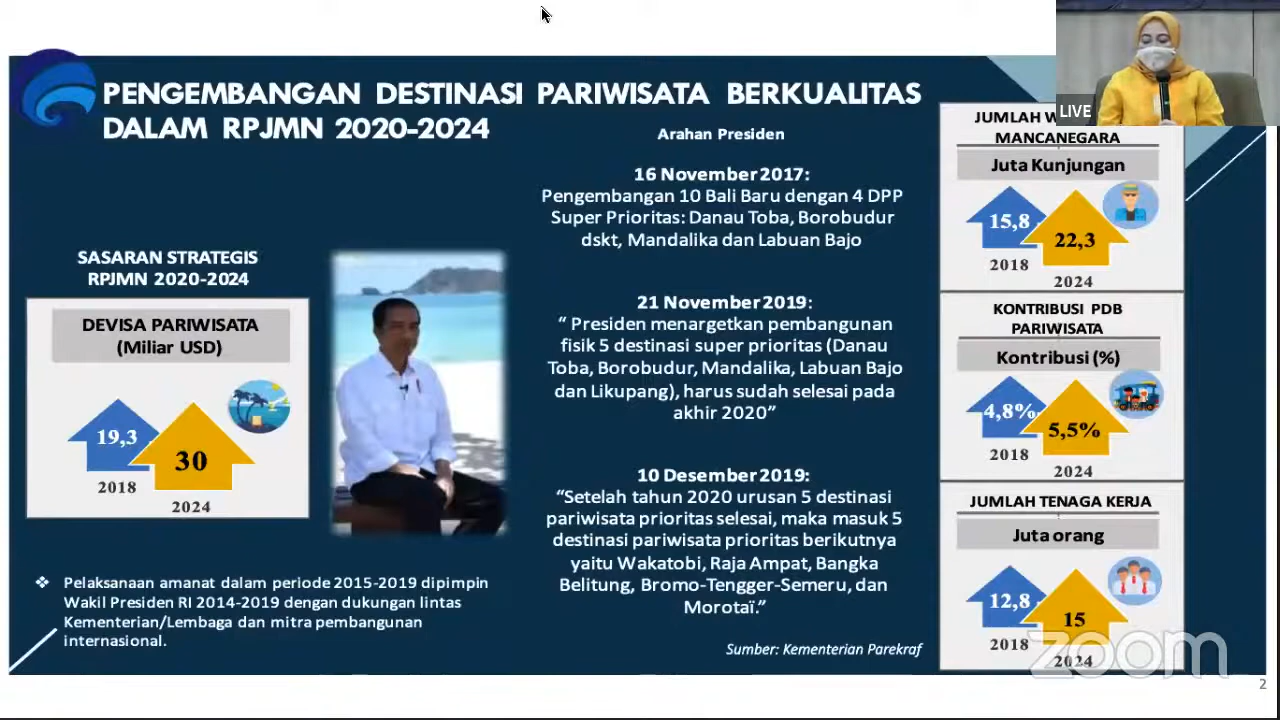 PENGEMBANGAN DESTINASI PARIWISATA BERKUALITAS
DALAM RPJMN 2020-2024
SASARAN STRATEGIS
RPJMN 2020-2024
DEVISA PARIWISATA
(Miliar USD)
19,3
30
2018
2024
❖ Pelaksanaan amanat dalam periode 2015-2019 dipimpin
Wakil Presiden RI 2014-2019 dengan dukungan lintas
Kementerian/Lembaga dan mitra pembangunan
internasional.
Arahan Presiden
16 November 2017:
Pengembangan 10 Bali Baru dengan 4 DPP
Super Prioritas: Danau Toba, Borobudur
dskt, Mandalika dan Labuan Bajo
21 November 2019:
“ Presiden menargetkan pembangunan
fisik 5 destinasi super prioritas (Danau
Toba, Borobudur, Mandalika, Labuan Bajo
dan Likupang), harus sudah selesai pada
akhir 2020”
10 Desember 2019:
“Setelah tahun 2020 urusan 5 destinasi
pariwisata prioritas selesai, maka masuk 5
destinasi pariwisata prioritas berikutnya
yaitu Wakatobi, Raja Ampat, Bangka
Belitung, Bromo-Tengger-Semeru, dan
Morotaï.”
Sumber: Kementerian Parekraf
LIVE
JUMLAH
MANCANEGARA
Juta Kunjungan
15,8
22,3
2018
2024
KONTRIBUSI PDB
PARIWISATA
Kontribusi (%)
4,8%
5,5%
2018
2024
JUMLAH TENAGA KERJA
Juta orang
12,8
15
2018
2024
zoom
2